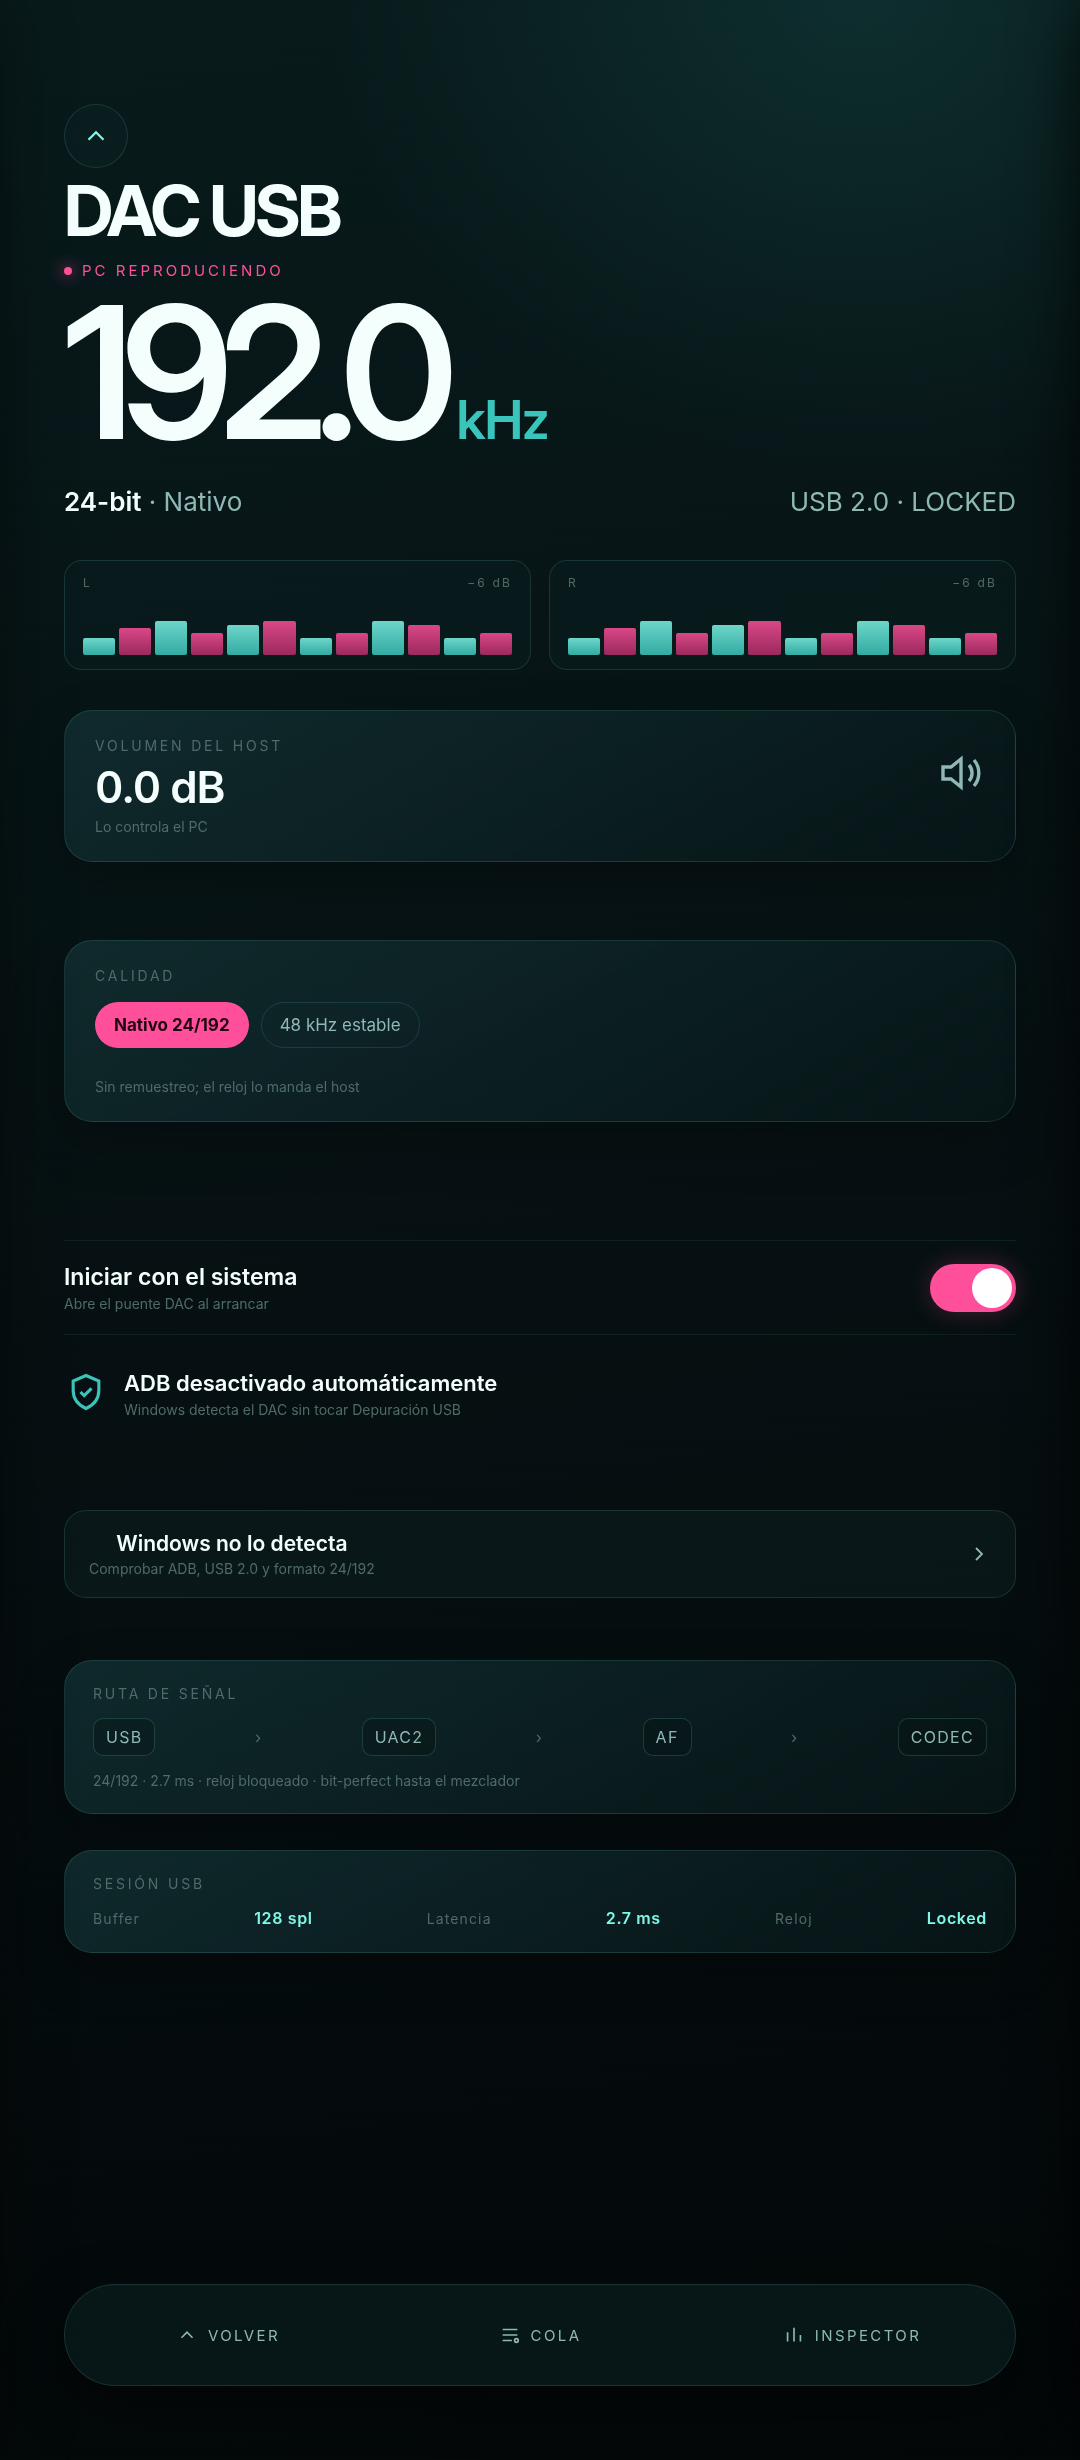 DAC USB
PC REPRODUCIENDO
192.0 kHz
24-bit · Nativo
USB 2.0 · LOCKED
L
−6 dB
R
−6 dB
VOLUMEN DEL HOST
0.0 dB
Lo controla el PC
CALIDAD
Nativo 24/192
48 kHz estable
Sin remuestreo; el reloj lo manda el host
Iniciar con el sistema
Abre el puente DAC al arrancar
ADB desactivado automáticamente
Windows detecta el DAC sin tocar Depuración USB
Windows no lo detecta
Comprobar ADB, USB 2.0 y formato 24/192
RUTA DE SEÑAL
USB › UAC2 › AF › CODEC
24/192 · 2.7 ms · reloj bloqueado · bit-perfect hasta el mezclador
SESIÓN USB
Buffer 128 spl Latencia 2.7 ms Reloj Locked
VOLVER COLA INSPECTOR